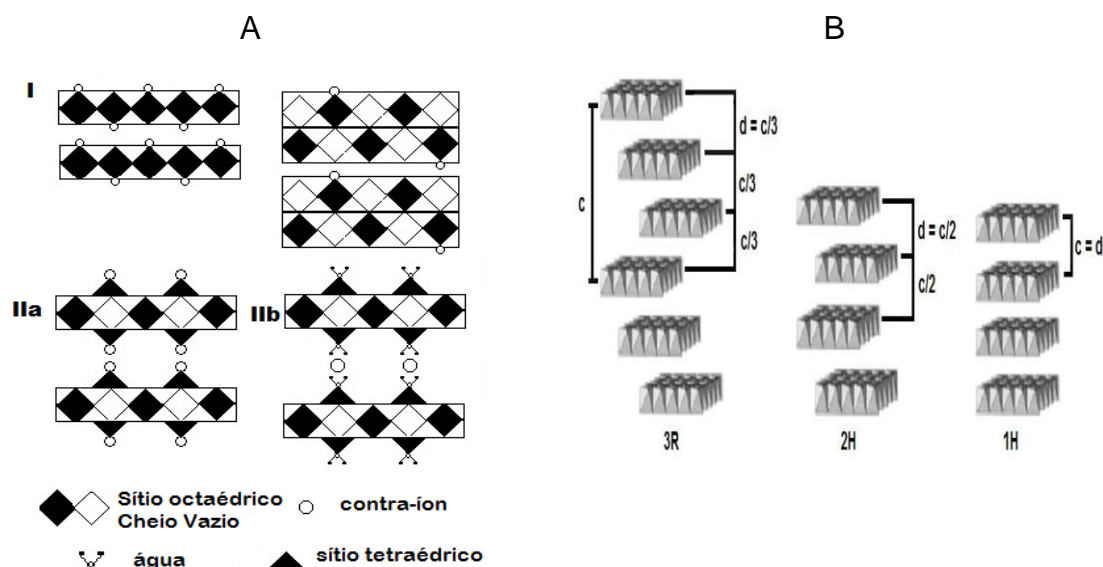 A
B
I
IIa
IIb
Sítio octaédrico
Cheio Vazio
contra-íon
água
sítio tetraédrico
c
d = c/3
c/3
c/3
3R
d = c/2
c/2
2H
c = d
1H